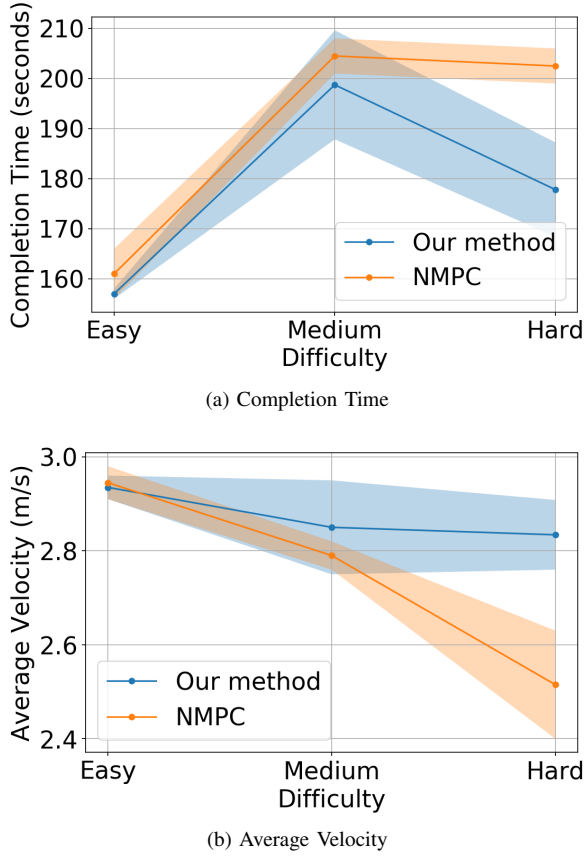 Completion Time (seconds)
210
200
190
180
170
160
Our method
NMPC
Easy Medium Hard
Difficulty
(a) Completion Time
Average Velocity (m/s)
3.0
2.8
2.6
2.4
Our method
NMPC
Easy Medium Hard
Difficulty
(b) Average Velocity